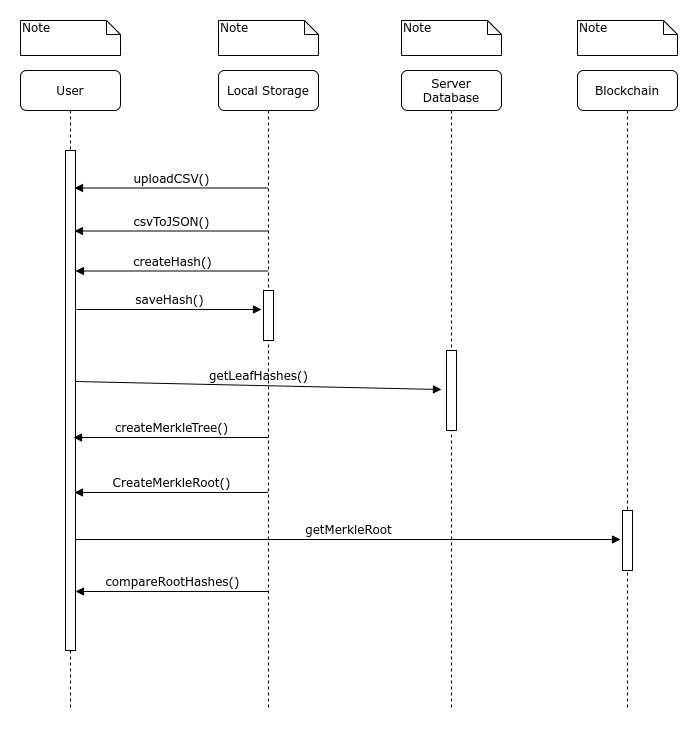 Note
Note
Note
Note
User
Local Storage
Server
Database
Blockchain
uploadCSV()
csvToJSON()
createHash()
saveHash()
getLeafHashes()
createMerkleTree()
CreateMerkleRoot()
getMerkleRoot
compareRootHashes()